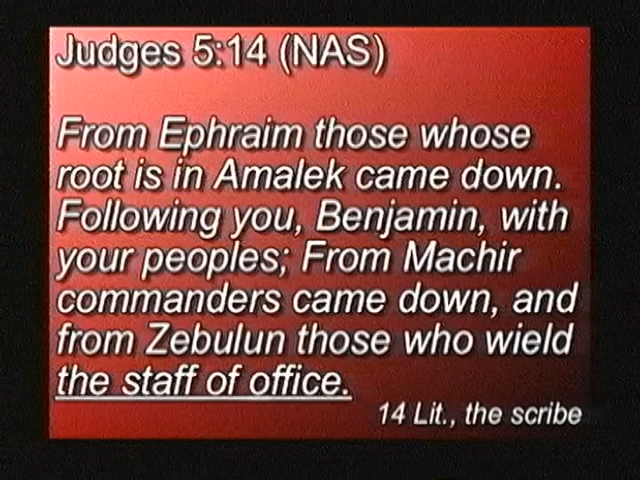 Judges 5:14 (NAS)
From Ephraim those whose
root is in Amalek came down.
Following you, Benjamin, with
your peoples; From Machir
commanders came down, and
from Zebulun those who wield
the staff of office.
14 Lit., the scribe